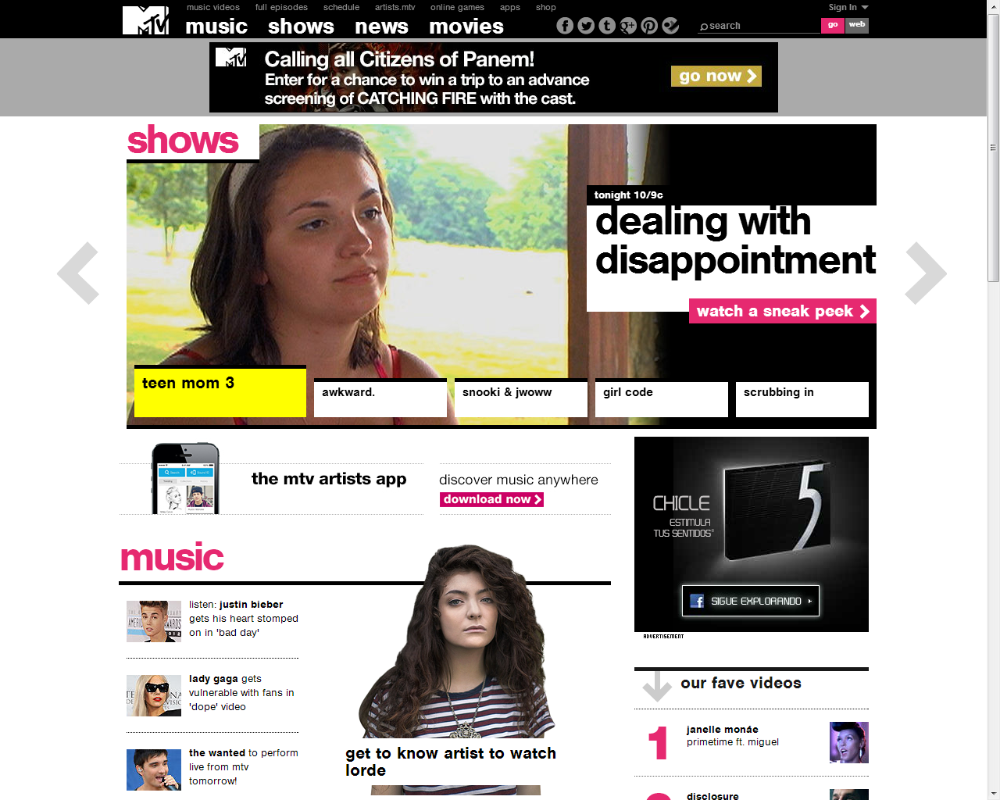 music videos full episodes schedule artists.mtv online games apps shop
Sign In
MTV
music shows news movies
search
go web
MTV
Calling all Citizens of Panem!
Enter for a chance to win a trip to an advance
screening of CATCHING FIRE with the cast.
go now
shows
tonight 10/9c
dealing with
disappointment
watch a sneak peek
teen mom 3
awkward.
snooki & jwoww
girl code
scrubbing in
the mtv artists app
discover music anywhere
download now
CHICLE
ESTIMULA
TUS SENTIDOS®
5
SIGUE EXPLORANDO
ADVERTISEMENT
music
listen: justin bieber
gets his heart stomped
on in 'bad day'
lady gaga gets
vulnerable with fans in
'dope' video
the wanted to perform
live from mtv
tomorrow!
get to know artist to watch
lorde
our fave videos
1
janelle monáe
primetime ft. miguel
disclosure